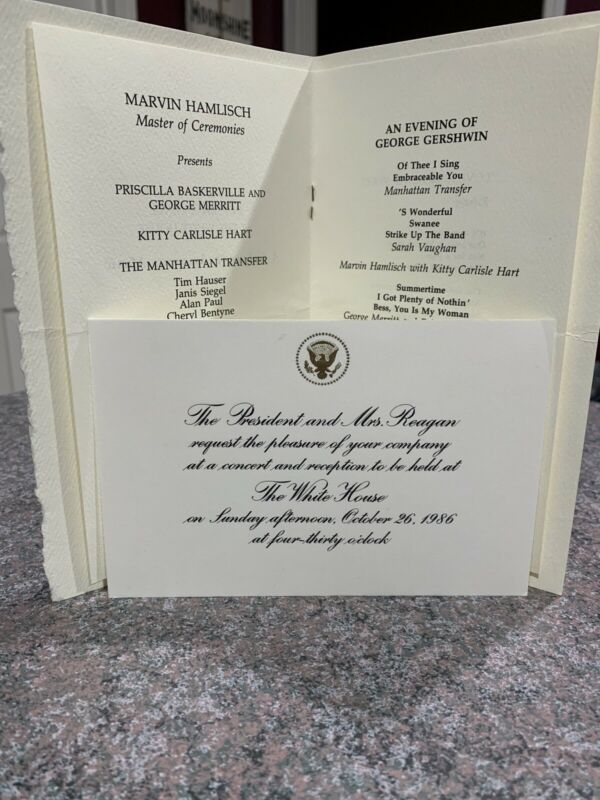 MOONSHINE
MARVIN HAMLISCH
Master of Ceremonies
Presents
PRISCILLA BASKERVILLE AND
GEORGE MERRITT
KITTY CARLISLE HART
THE MANHATTAN TRANSFER
Tim Hauser
Janis Siegel
Alan Paul
Cheryl Bentyne
AN EVENING OF
GEORGE GERSHWIN
Of Thee I Sing
Embraceable You
Manhattan Transfer
'S Wonderful
Swanee
Strike Up The Band
Sarah Vaughan
Marvin Hamlisch with Kitty Carlisle Hart
Summertime
I Got Plenty of Nothin'
Bess, You Is My Woman
George Merritt and
The President and Mrs. Reagan
request the pleasure of your company
at a concert and reception to be held at
The White House
on Sunday afternoon, October 26, 1986
at four-thirty o'clock